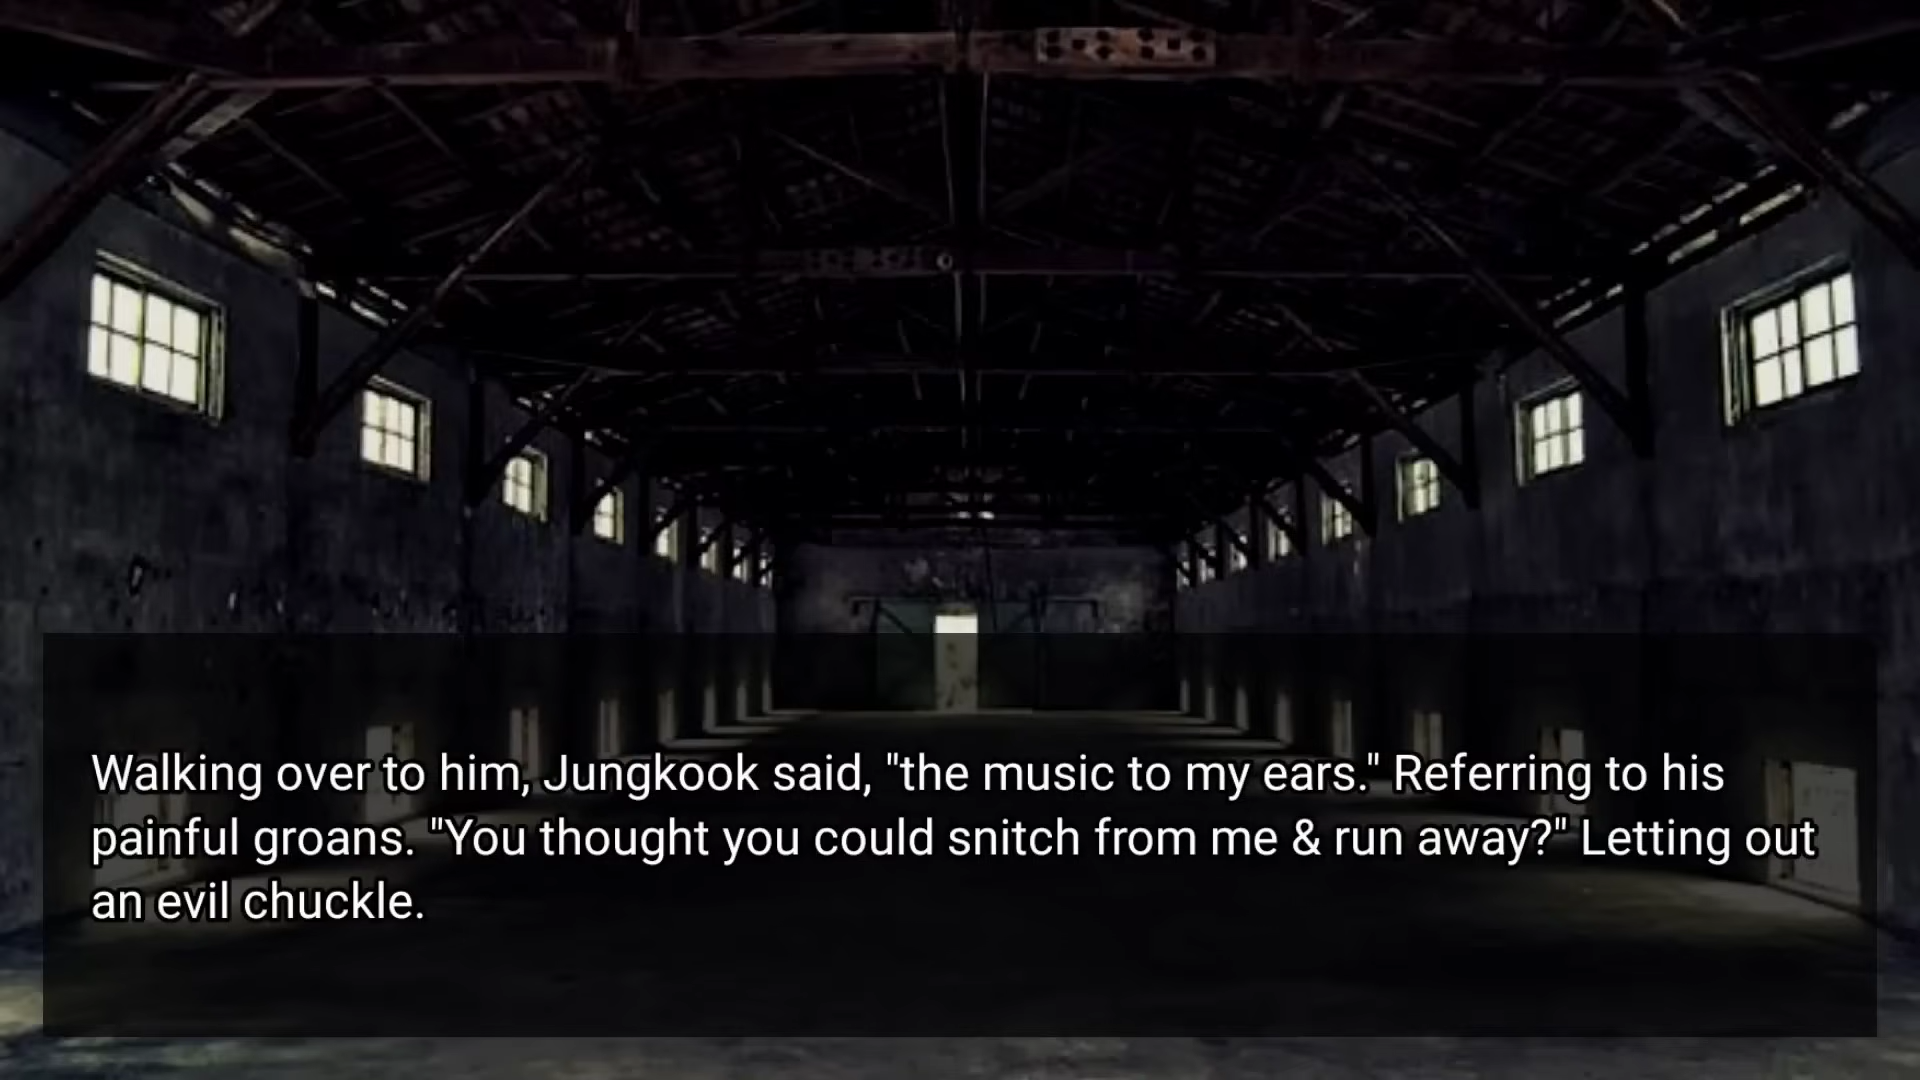 Walking over to him, Jungkook said, "the music to my ears." Referring to his
painful groans. "You thought you could snitch from me & run away?" Letting out
an evil chuckle.